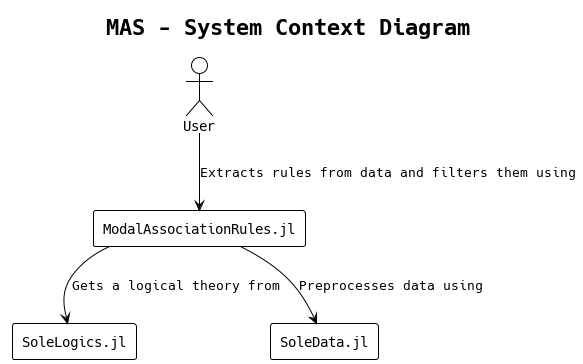 MAS - System Context Diagram
User
Extracts rules from data and filters them using
ModalAssociationRules.jl
Gets a logical theory from
Preprocesses data using
SoleLogics.jl
SoleData.jl